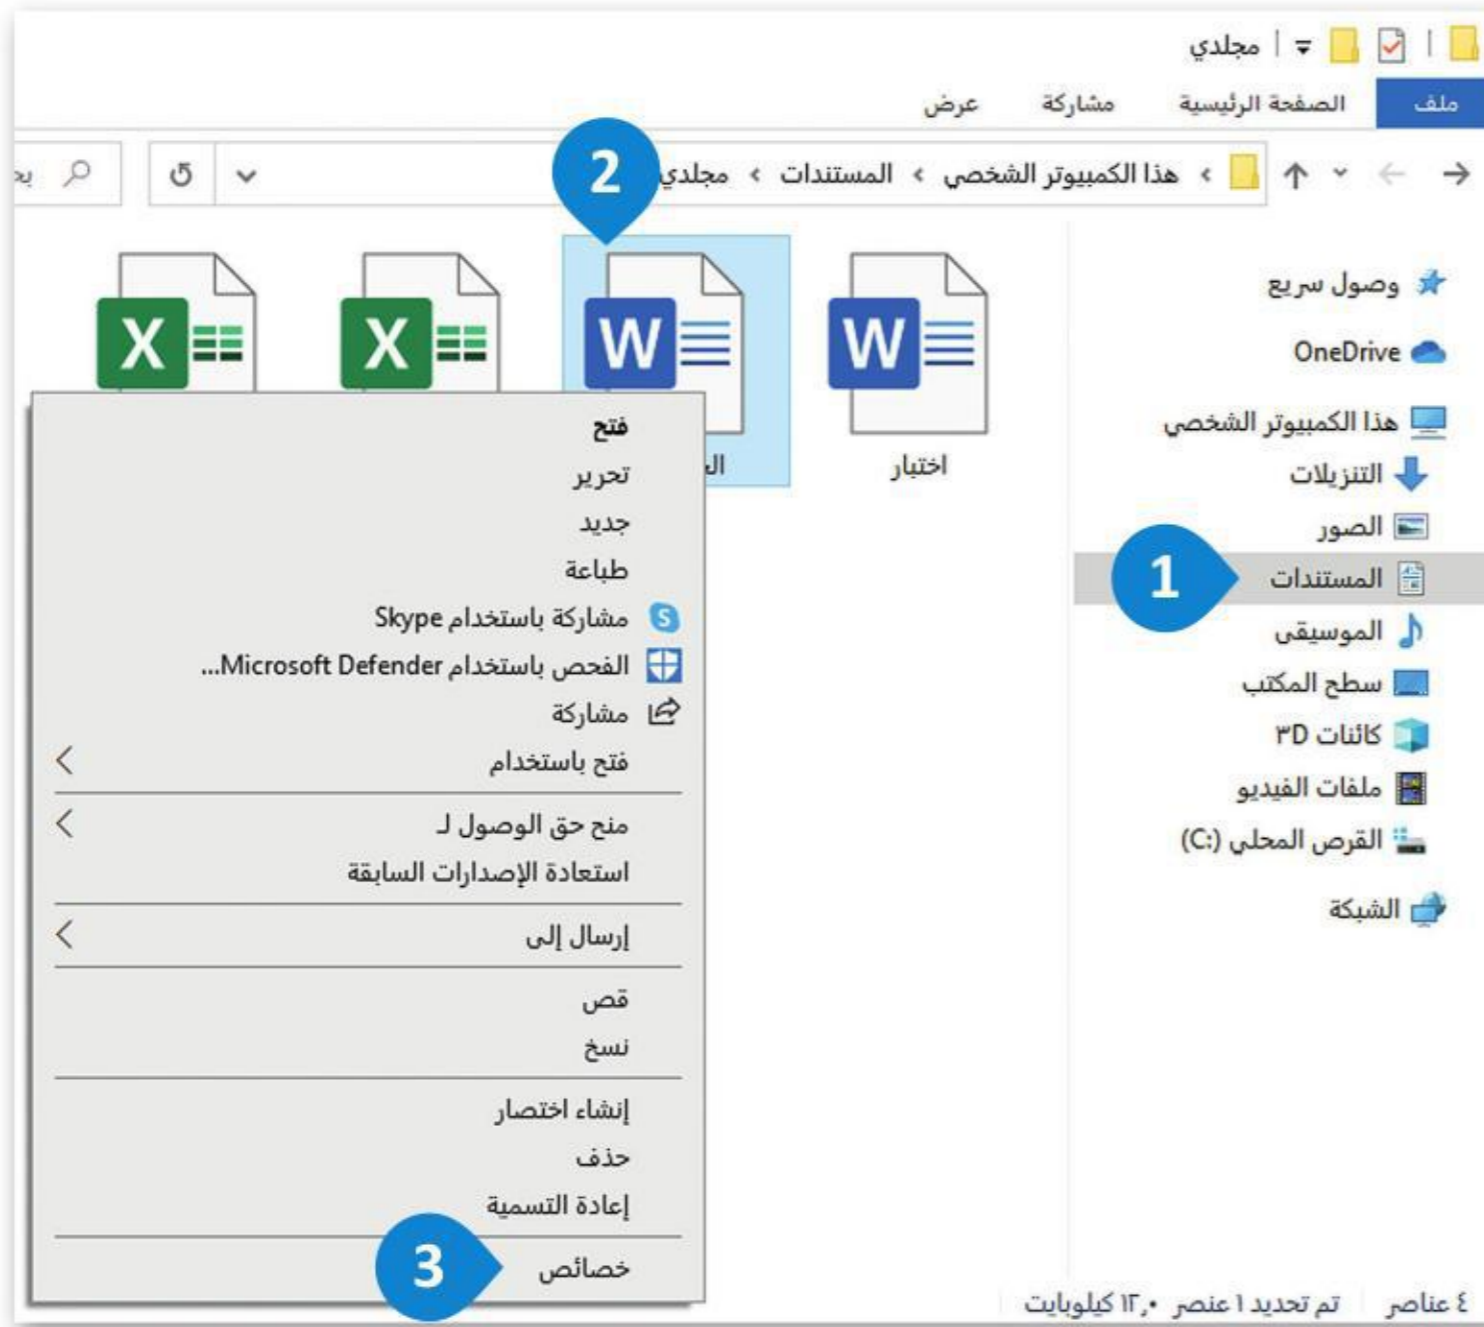 مجلدي
ملف الصفحة الرئيسية مشاركة عرض
هذا الكمبيوتر الشخصي › المستندات › مجلدي
2
وصول سريع
OneDrive
هذا الكمبيوتر الشخصي
التنزيلات
الصور
المستندات
1
الموسيقى
سطح المكتب
كائنات ٣D
ملفات الفيديو
القرص المحلي (C:)
الشبكة
W
W
X
X
اختبار
فتح
تحرير
جديد
طباعة
مشاركة باستخدام Skype
الفحص باستخدام Microsoft Defender...
مشاركة
فتح باستخدام
منح حق الوصول لـ
استعادة الإصدارات السابقة
إرسال إلى
قص
نسخ
إنشاء اختصار
حذف
إعادة التسمية
خصائص
3
٤ عناصر تم تحديد ١ عنصر ١٢,٠ كيلوبايت